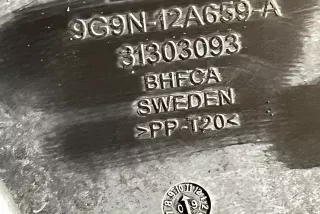 9G9N-12A659-A
31303093
BHFCA
SWEDEN
>PP-T20<